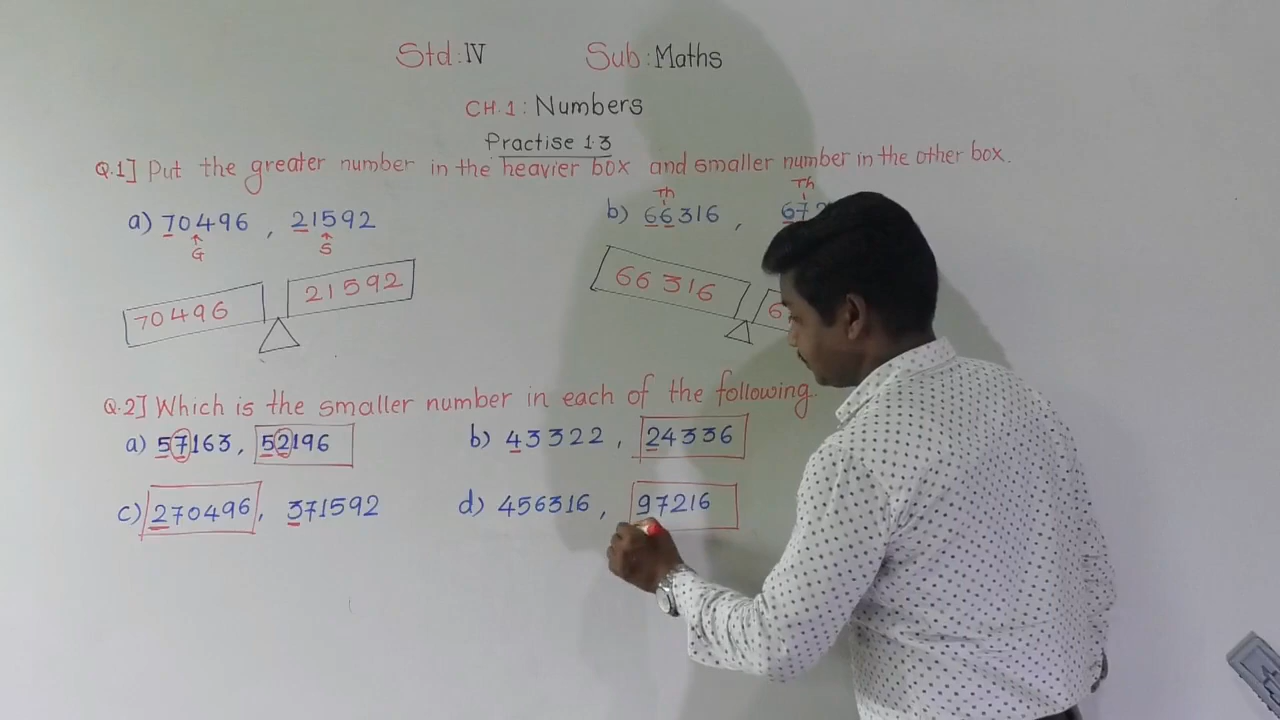 Std: IV Sub: Maths
CH.1: Numbers
Practise 1.3
Q.1] Put the greater number in the heavier box and smaller number in the other box.
Th Th
a) 70496 , 21592 b) 66316 ,
G S
70496 21592 66316
Q.2] Which is the smaller number in each of the following.
a) 57163, 52196 b) 43322, 24336
c) 270496, 371592 d) 456316, 97216